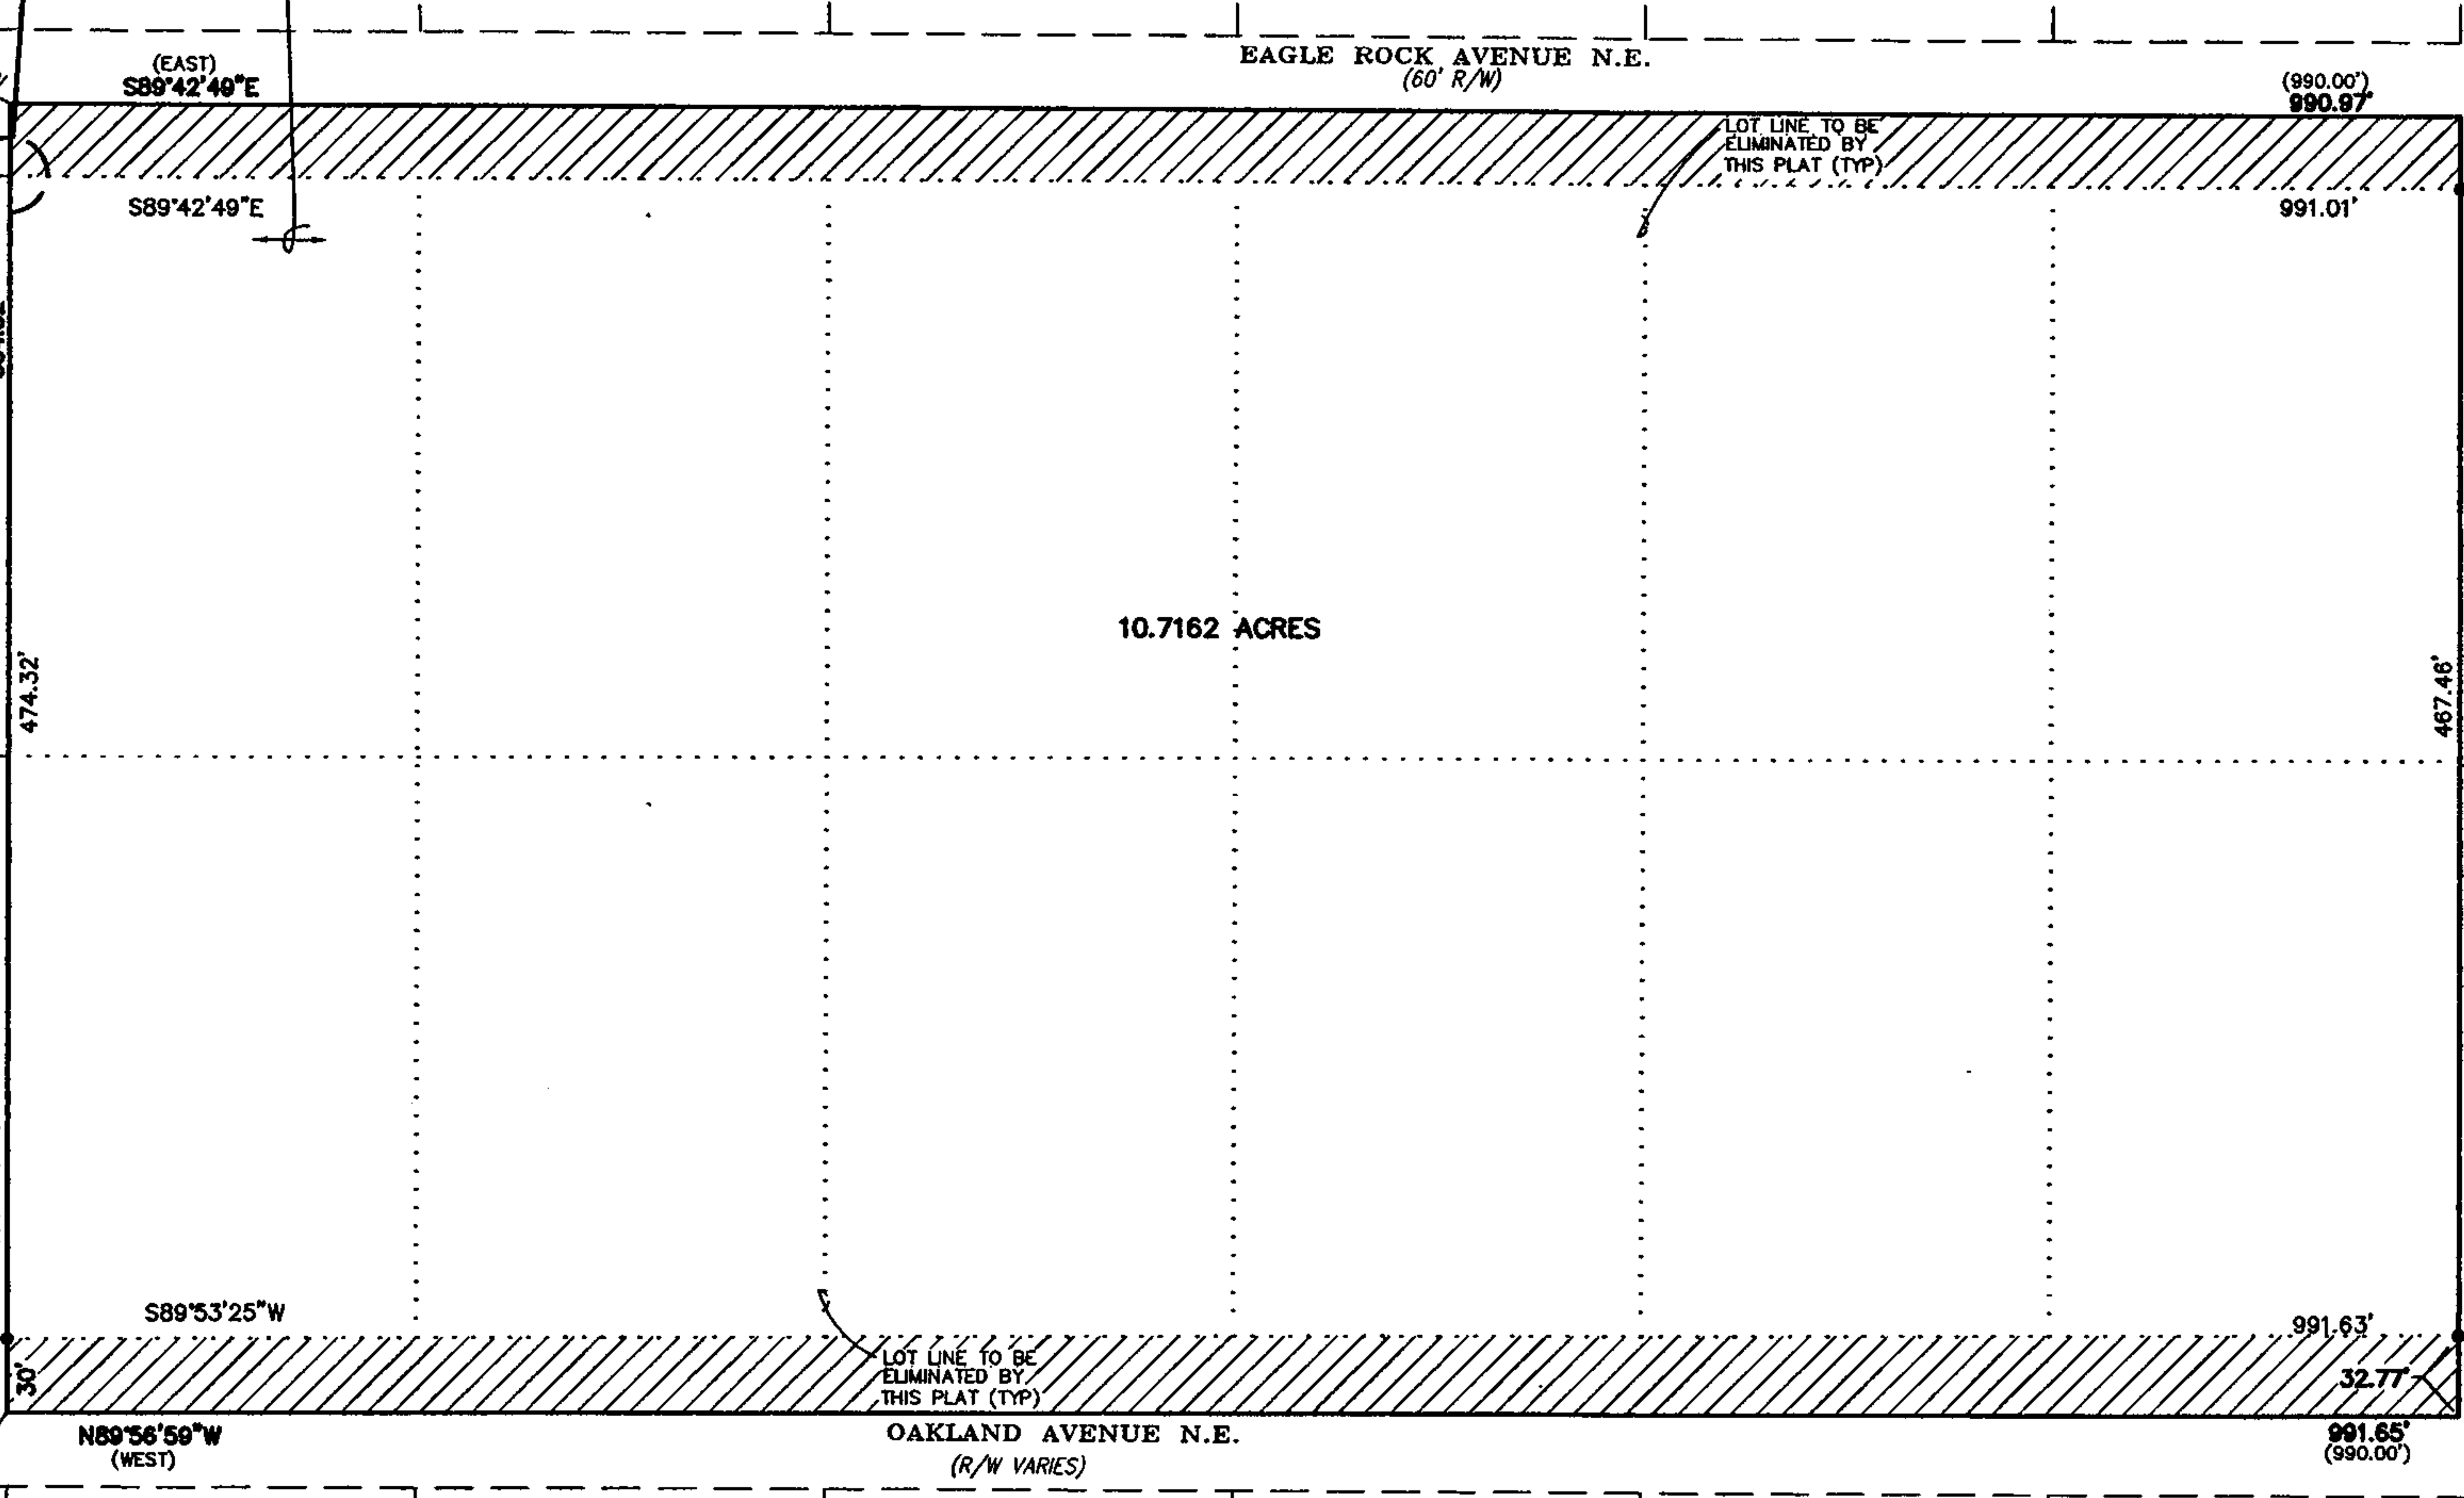 EAGLE ROCK AVENUE N.E.
(60' R/W)
(EAST)
S89°42'49"E
(990.00')
990.97'
LOT LINE TO BE
ELIMINATED BY
THIS PLAT (TYP)
S89°42'49"E
991.01'
10.7162 ACRES
474.32'
467.46'
S89°53'25"W
991.63'
30'
LOT LINE TO BE
ELIMINATED BY
THIS PLAT (TYP)
32.77'
N89°56'59"W
(WEST)
OAKLAND AVENUE N.E.
(R/W VARIES)
991.65'
(990.00')